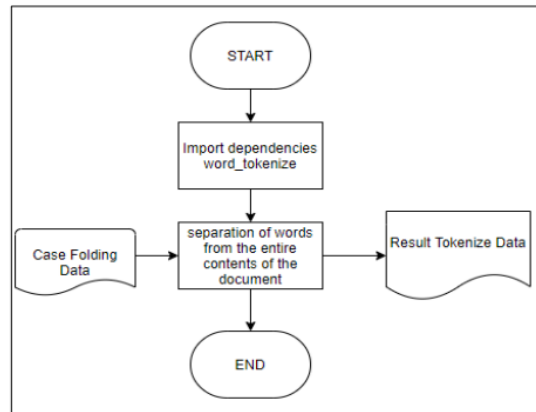 START
Import dependencies
word_tokenize
separation of words
from the entire
contents of the
document
Case Folding
Data
Result Tokenize Data
END